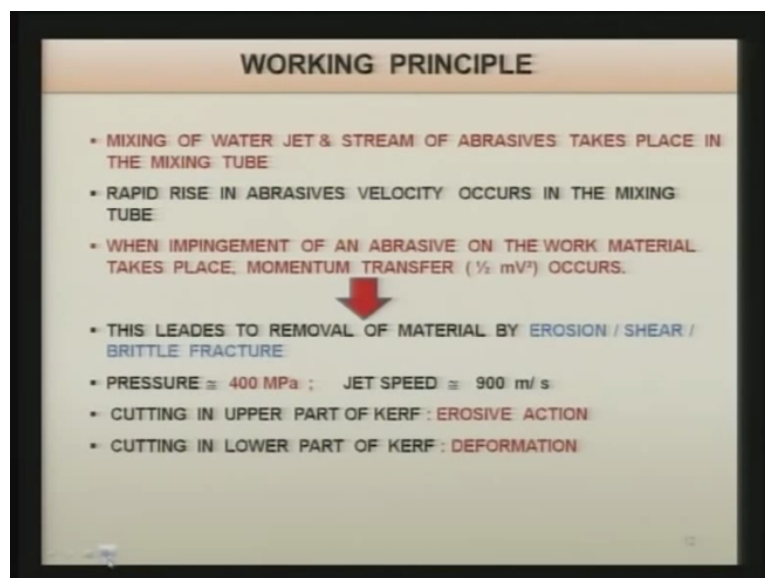 WORKING PRINCIPLE
▪ MIXING OF WATER JET & STREAM OF ABRASIVES TAKES PLACE IN
THE MIXING TUBE
▪ RAPID RISE IN ABRASIVES VELOCITY OCCURS IN THE MIXING
TUBE
▪ WHEN IMPINGEMENT OF AN ABRASIVE ON THE WORK MATERIAL
TAKES PLACE, MOMENTUM TRANSFER ( ½ mV²) OCCURS.
▪ THIS LEADES TO REMOVAL OF MATERIAL BY EROSION / SHEAR /
BRITTLE FRACTURE
▪ PRESSURE ≅ 400 MPa ; JET SPEED ≅ 900 m/ s
▪ CUTTING IN UPPER PART OF KERF : EROSIVE ACTION
▪ CUTTING IN LOWER PART OF KERF : DEFORMATION